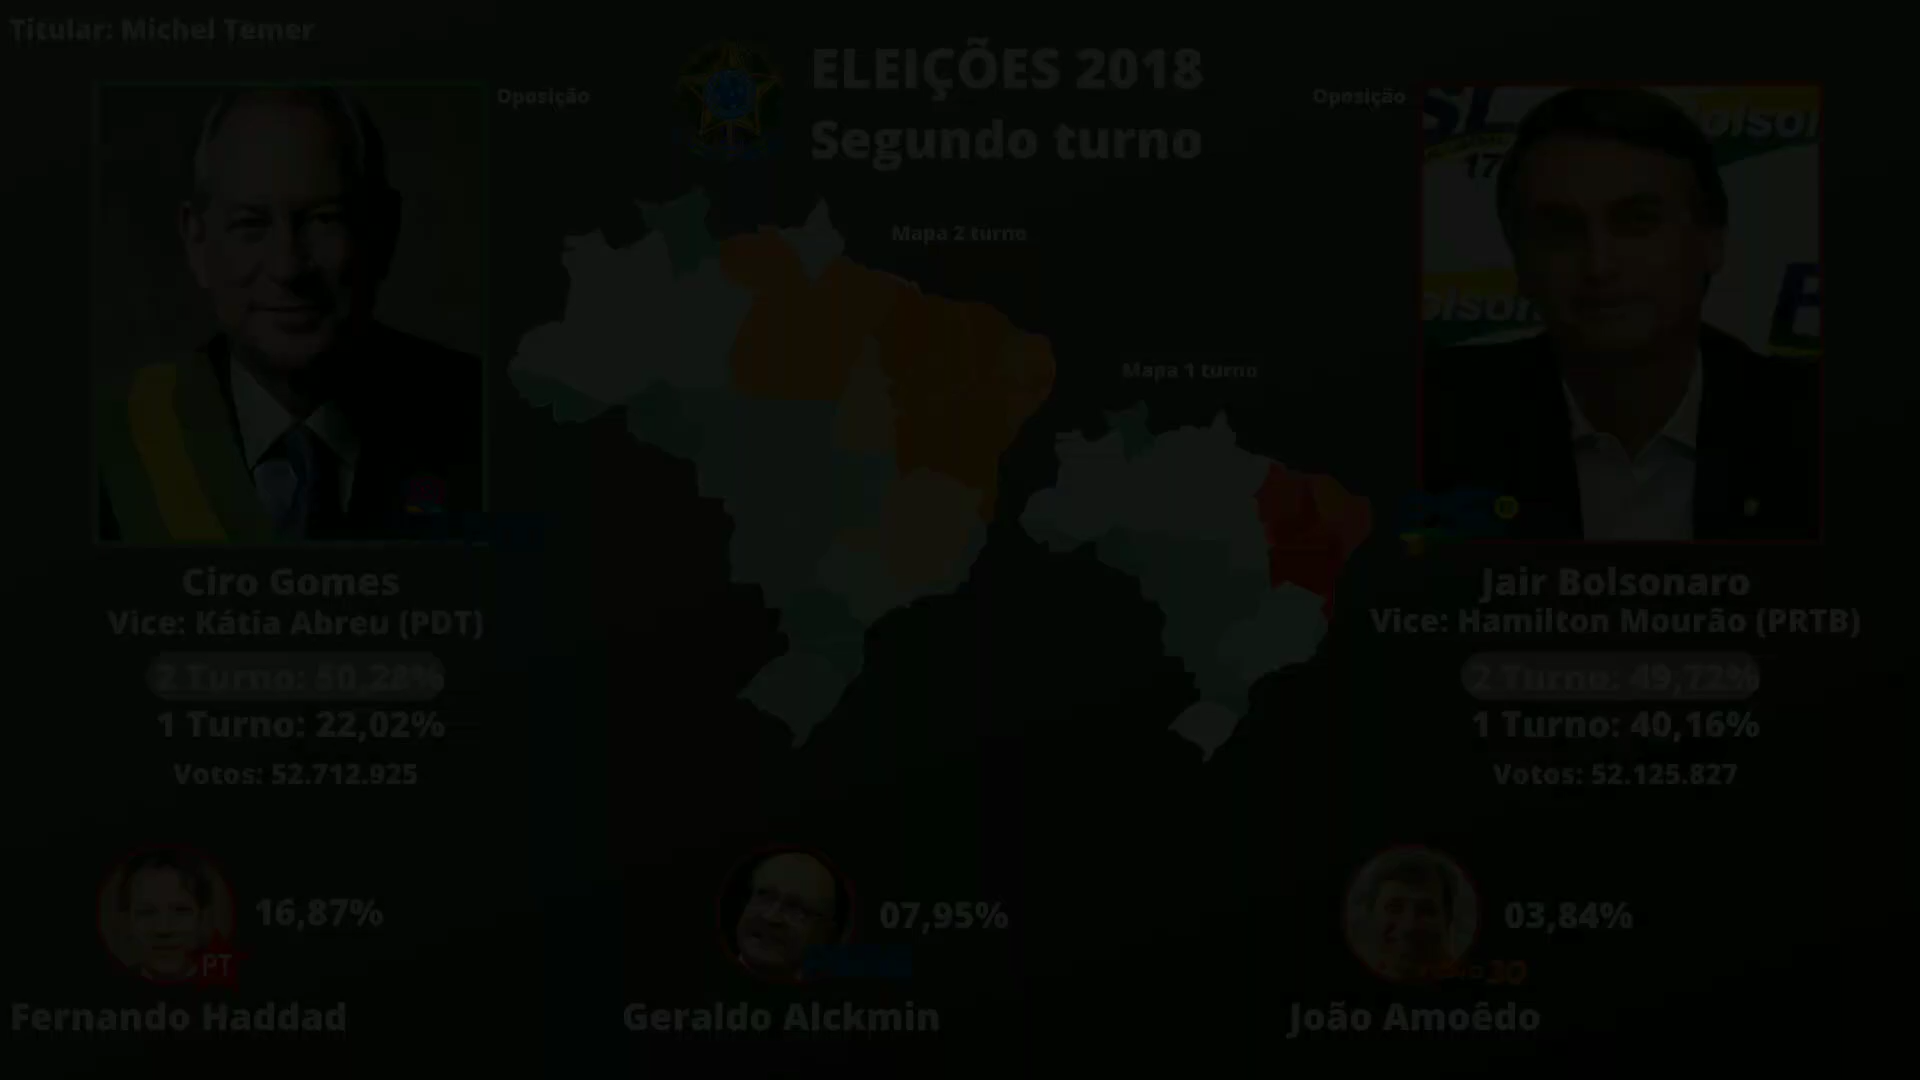 Titular: Michel Temer
ELEIÇÕES 2018
Segundo turno
Oposição
Oposição
Mapa 2 turno
Mapa 1 turno
Ciro Gomes
Vice: Kátia Abreu (PDT)
2 Turno: 50,28%
1 Turno: 22,02%
Votos: 52.712.925
Jair Bolsonaro
Vice: Hamilton Mourão (PRTB)
2 Turno: 49,72%
1 Turno: 40,16%
Votos: 52.125.827
16,87%
PT
Fernando Haddad
07,95%
Geraldo Alckmin
03,84%
30
João Amoêdo